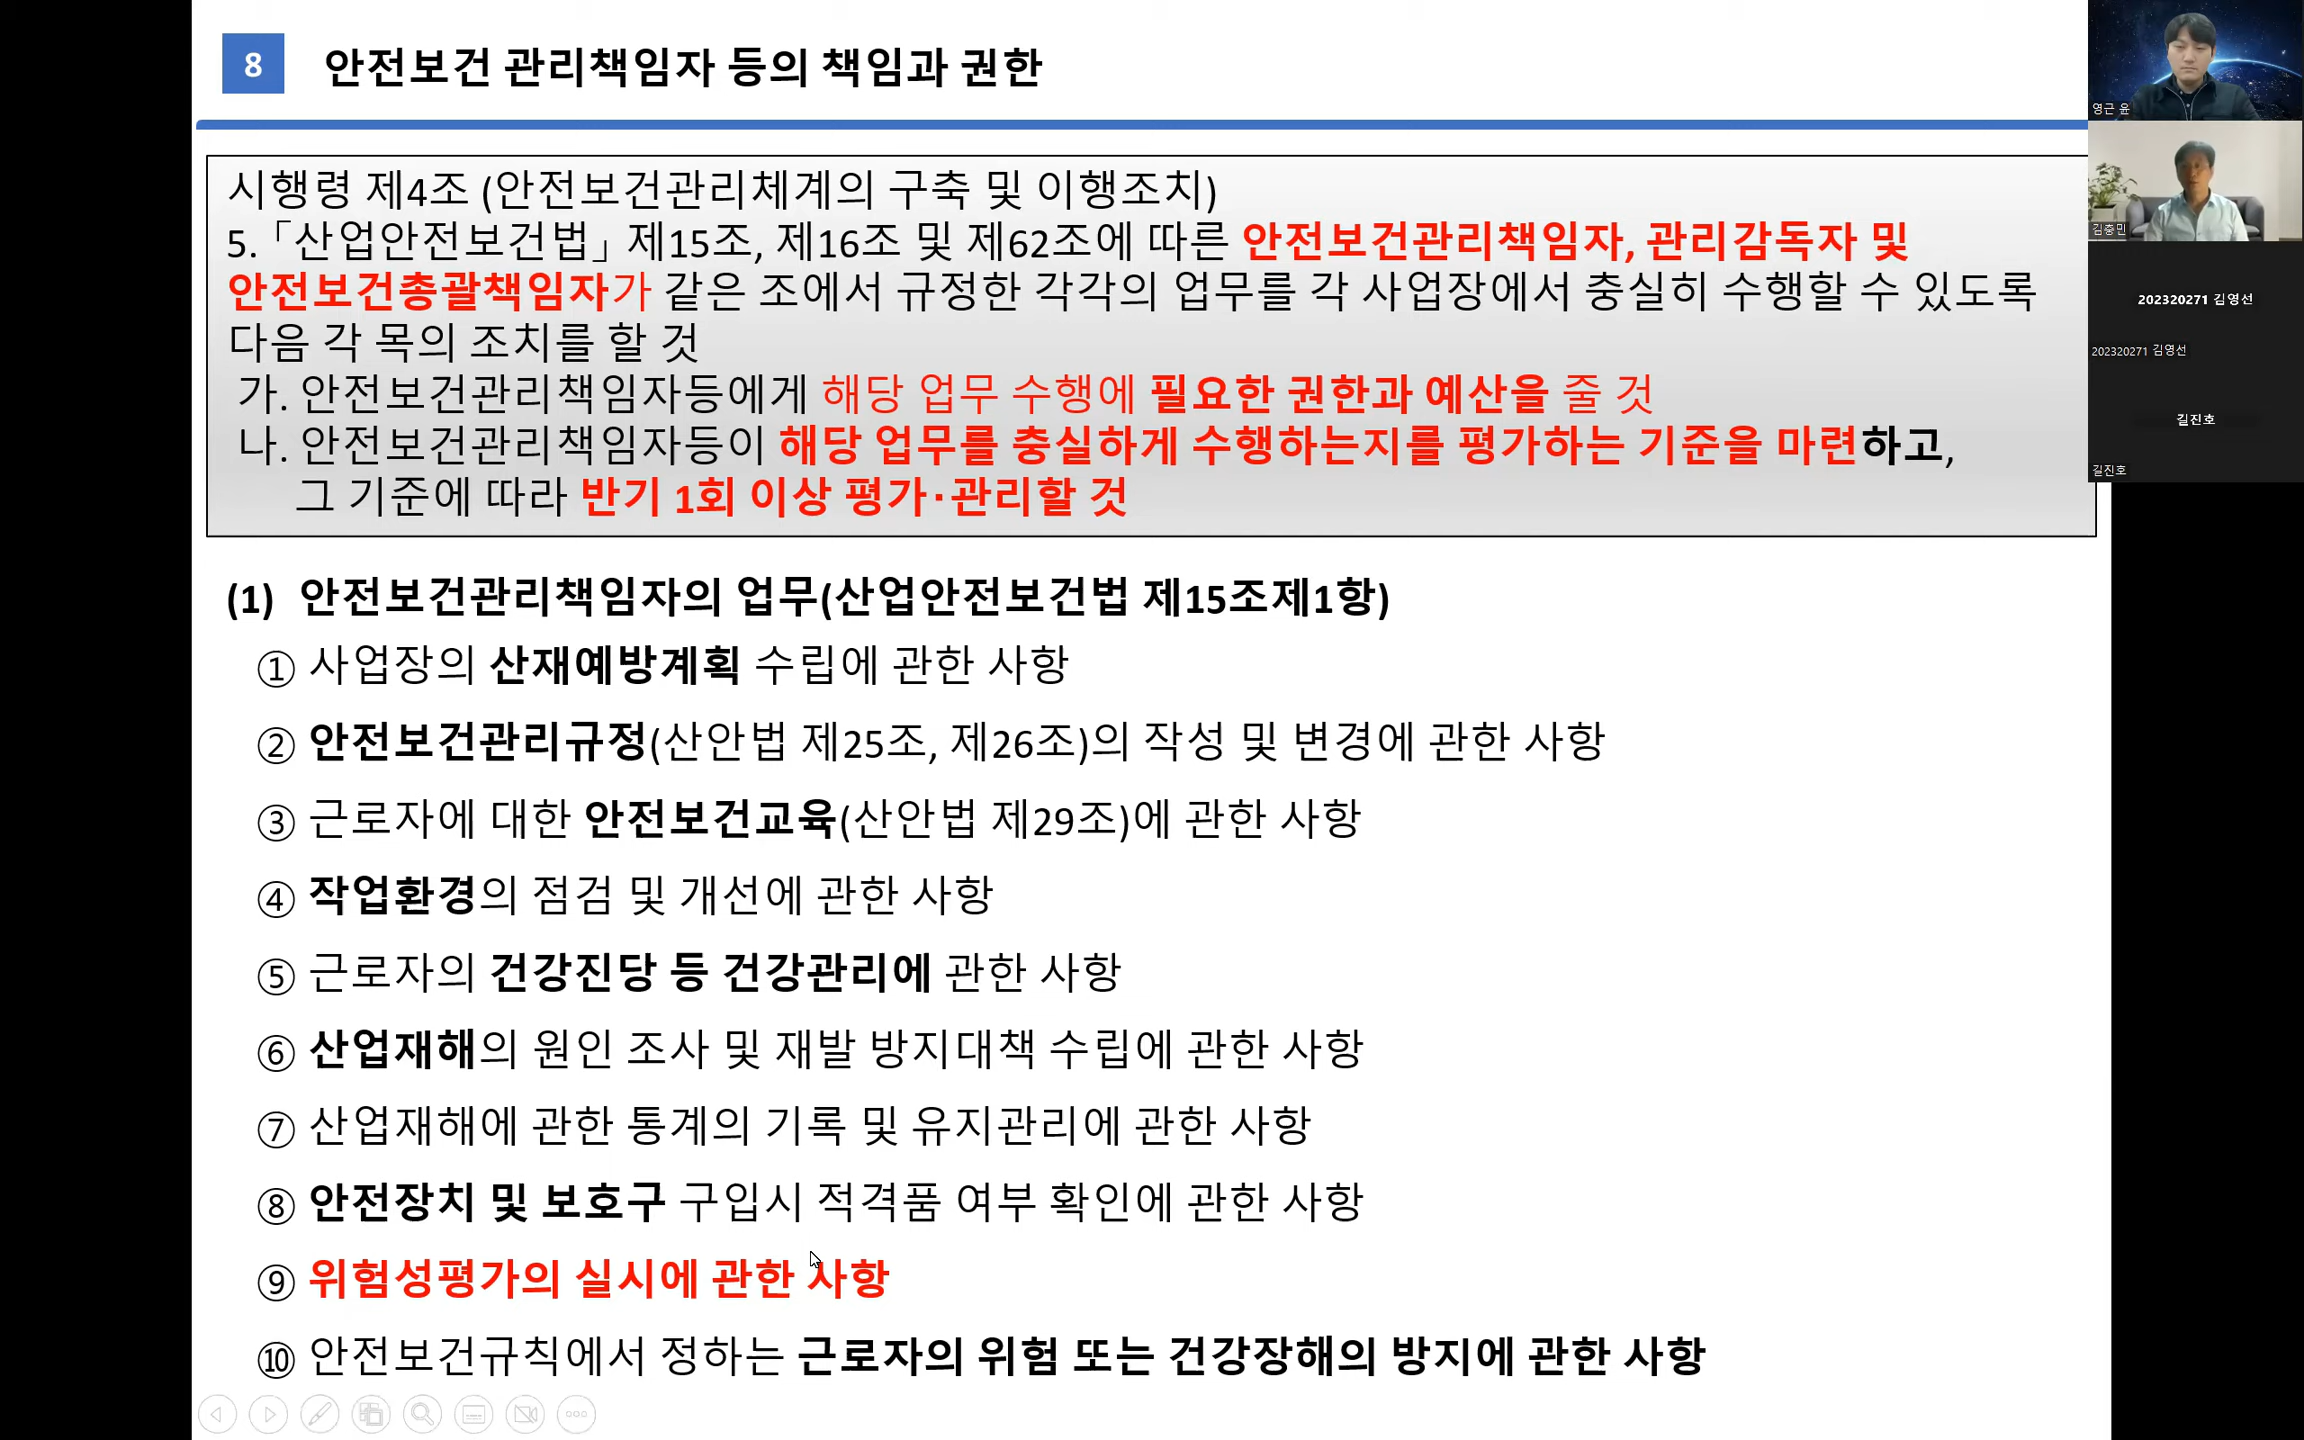 8 안전보건 관리책임자 등의 책임과 권한
시행령 제4조 (안전보건관리체계의 구축 및 이행조치)
5. ｢산업안전보건법」 제15조, 제16조 및 제62조에 따른 안전보건관리책임자, 관리감독자 및
안전보건총괄책임자가 같은 조에서 규정한 각각의 업무를 각 사업장에서 충실히 수행할 수 있도록
다음 각 목의 조치를 할 것
가. 안전보건관리책임자등에게 해당 업무 수행에 필요한 권한과 예산을 줄 것
나. 안전보건관리책임자등이 해당 업무를 충실하게 수행하는지를 평가하는 기준을 마련하고,
그 기준에 따라 반기 1회 이상 평가·관리할 것
(1) 안전보건관리책임자의 업무(산업안전보건법 제15조제1항)
① 사업장의 산재예방계획 수립에 관한 사항
② 안전보건관리규정(산안법 제25조, 제26조)의 작성 및 변경에 관한 사항
③ 근로자에 대한 안전보건교육(산안법 제29조)에 관한 사항
④ 작업환경의 점검 및 개선에 관한 사항
⑤ 근로자의 건강진당 등 건강관리에 관한 사항
⑥ 산업재해의 원인 조사 및 재발 방지대책 수립에 관한 사항
⑦ 산업재해에 관한 통계의 기록 및 유지관리에 관한 사항
⑧ 안전장치 및 보호구 구입시 적격품 여부 확인에 관한 사항
⑨ 위험성평가의 실시에 관한 사항
⑩ 안전보건규칙에서 정하는 근로자의 위험 또는 건강장해의 방지에 관한 사항
영근 윤
김충민
202320271 김영선
202320271 김영선
길진호
길진호